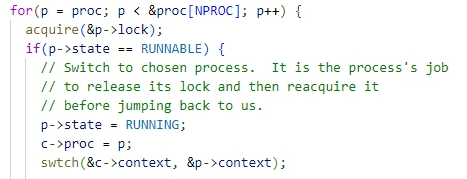 for(p = proc; p < &proc[NPROC]; p++) {
  acquire(&p->lock);
  if(p->state == RUNNABLE) {
    // Switch to chosen process.  It is the process's job
    // to release its lock and then reacquire it
    // before jumping back to us.
    p->state = RUNNING;
    c->proc = p;
    swtch(&c->context, &p->context);